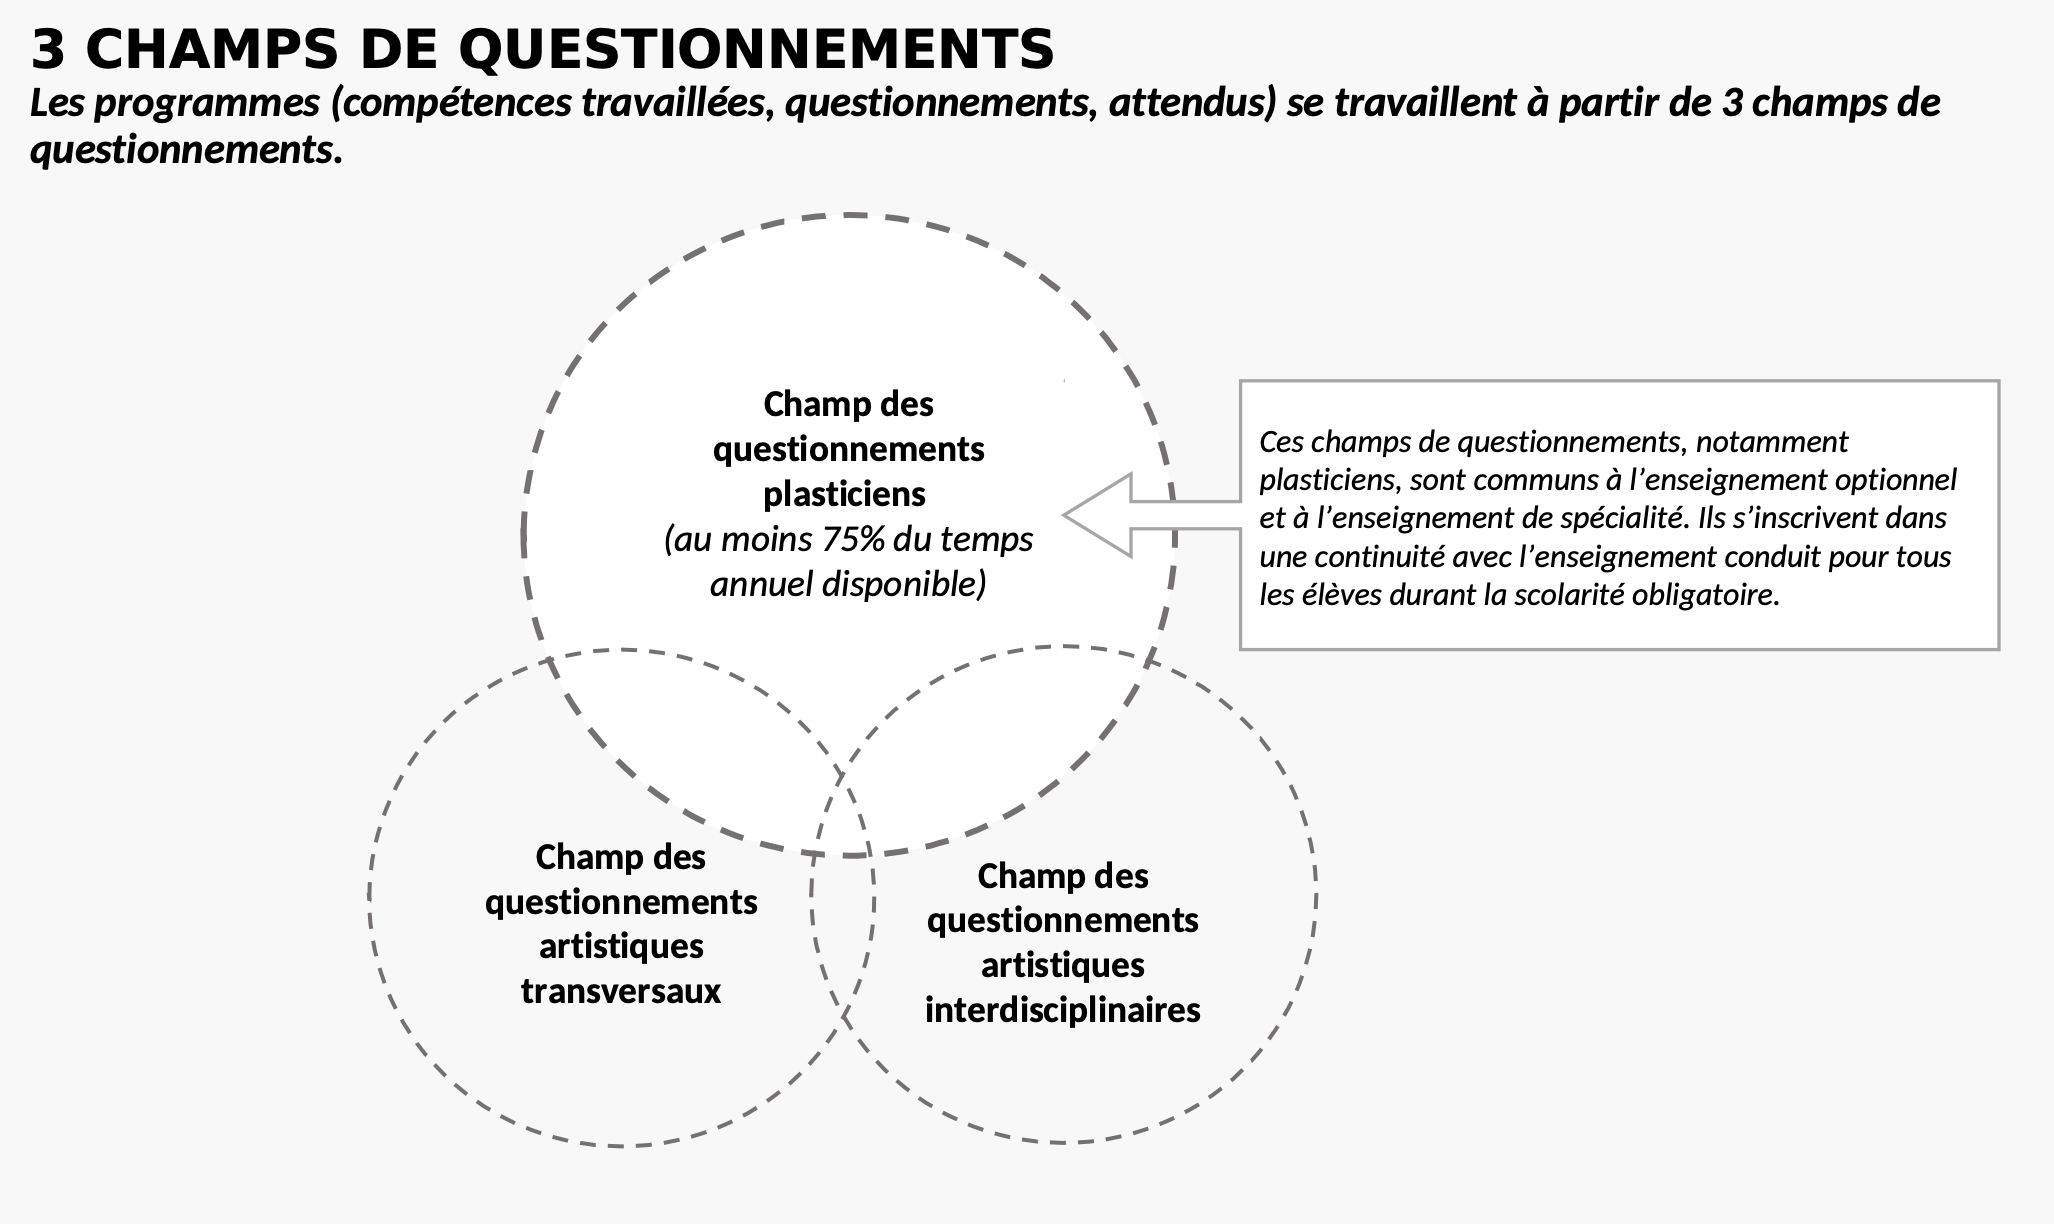 3 CHAMPS DE QUESTIONNEMENTS
Les programmes (compétences travaillées, questionnements, attendus) se travaillent à partir de 3 champs de
questionnements.
Champ des
questionnements
plasticiens
(au moins 75% du temps
annuel disponible)
Ces champs de questionnements, notamment
plasticiens, sont communs à l’enseignement optionnel
et à l’enseignement de spécialité. Ils s’inscrivent dans
une continuité avec l’enseignement conduit pour tous
les élèves durant la scolarité obligatoire.
Champ des
questionnements
artistiques
transversaux
Champ des
questionnements
artistiques
interdisciplinaires